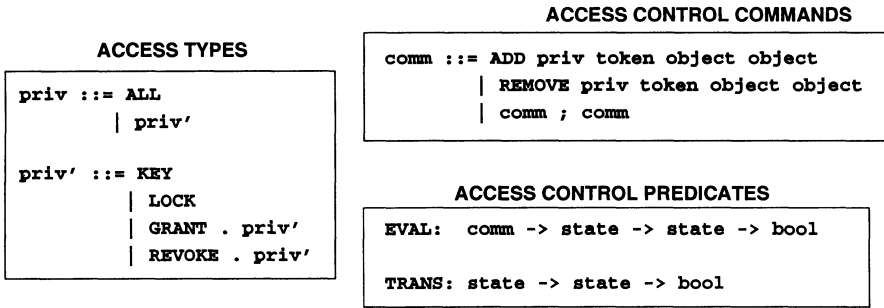 ACCESS TYPES
priv ::= ALL
| priv'
priv' ::= KEY
| LOCK
| GRANT . priv'
| REVOKE . priv'
ACCESS CONTROL COMMANDS
comm ::= ADD priv token object object
| REMOVE priv token object object
| comm ; comm
ACCESS CONTROL PREDICATES
EVAL: comm -> state -> state -> bool
TRANS: state -> state -> bool